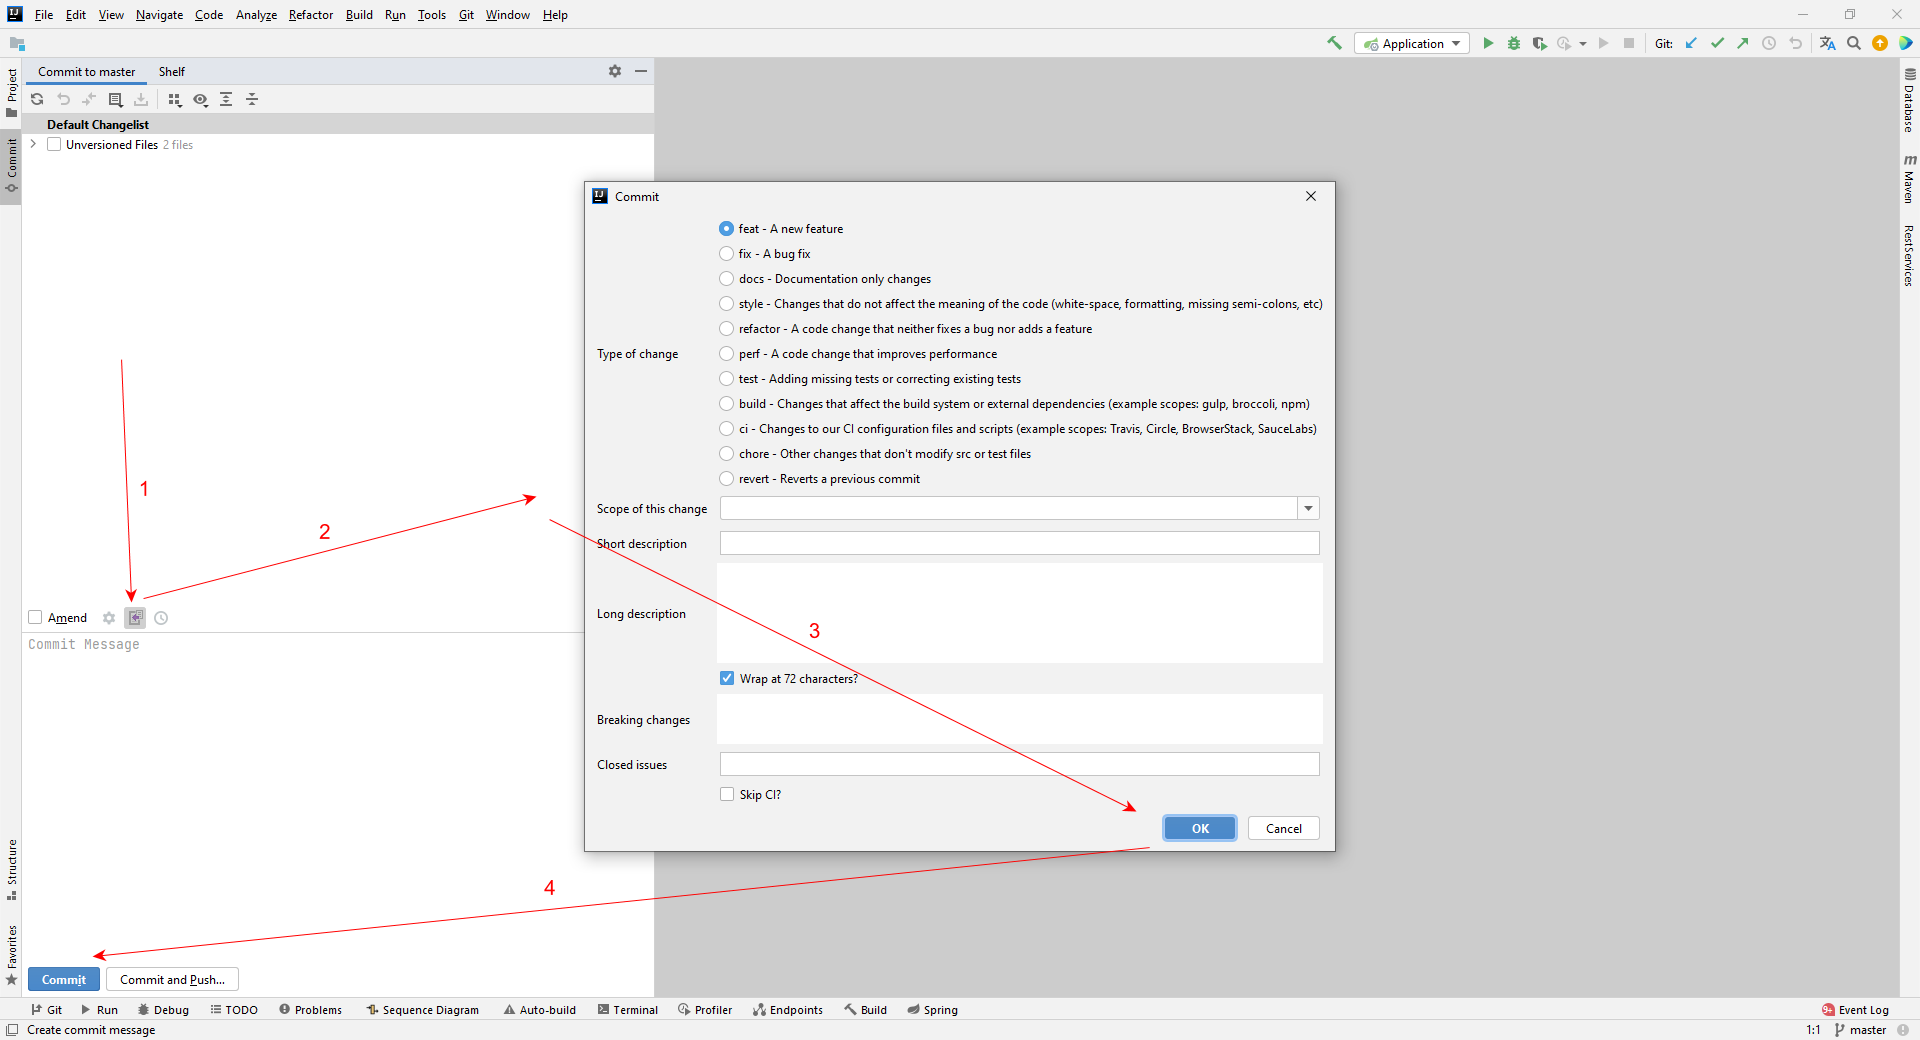 File Edit View Navigate Code Analyze Refactor Build Run Tools Git Window Help
Application Git:
Project
Commit
Structure
Favorites
Commit to master Shelf
Default Changelist
Unversioned Files 2 files
1
2
3
4
Amend
Commit Message
Commit Commit and Push...
Commit
Type of change
feat - A new feature
fix - A bug fix
docs - Documentation only changes
style - Changes that do not affect the meaning of the code (white-space, formatting, missing semi-colons, etc)
refactor - A code change that neither fixes a bug nor adds a feature
perf - A code change that improves performance
test - Adding missing tests or correcting existing tests
build - Changes that affect the build system or external dependencies (example scopes: gulp, broccoli, npm)
ci - Changes to our CI configuration files and scripts (example scopes: Travis, Circle, BrowserStack, SauceLabs)
chore - Other changes that don't modify src or test files
revert - Reverts a previous commit
Scope of this change
Short description
Long description
Wrap at 72 characters?
Breaking changes
Closed issues
Skip CI?
OK Cancel
Database
m Maven
RestServices
Git Run Debug TODO Problems Sequence Diagram Auto-build Terminal Profiler Endpoints Build Spring 9+ Event Log
Create commit message 1:1 master